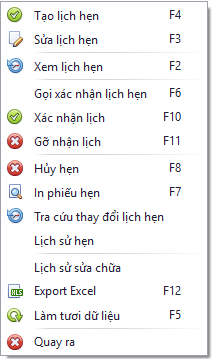 Tạo lịch hẹn F4
Sửa lịch hẹn F3
Xem lịch hẹn F2
Gọi xác nhận lịch hẹn F6
Xác nhận F10
Gỡ nhận lịch F11
Hủy hẹn F8
In phiếu hẹn F7
Tra cứu thay đổi lịch hẹn
Lịch sử hẹn
Lịch sử sửa chữa
XLS Export Excel F12
Làm tươi dữ liệu F5
Quay ra